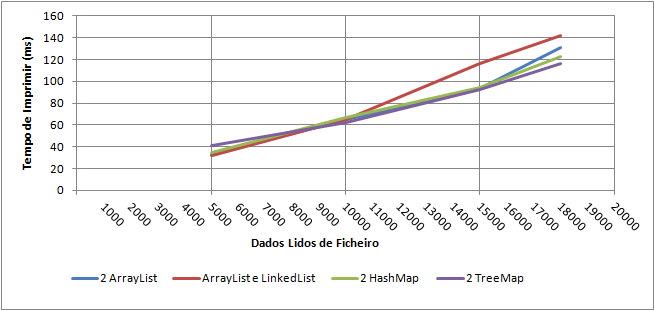 160
140
120
100
80
60
40
20
0
Tempo de Imprimir (ms)
1000 2000 3000 4000 5000 6000 7000 8000 9000 10000 11000 12000 13000 14000 15000 16000 17000 18000 19000 20000
Dados Lidos de Ficheiro
2 ArrayList ArrayList e LinkedList 2 HashMap 2 TreeMap